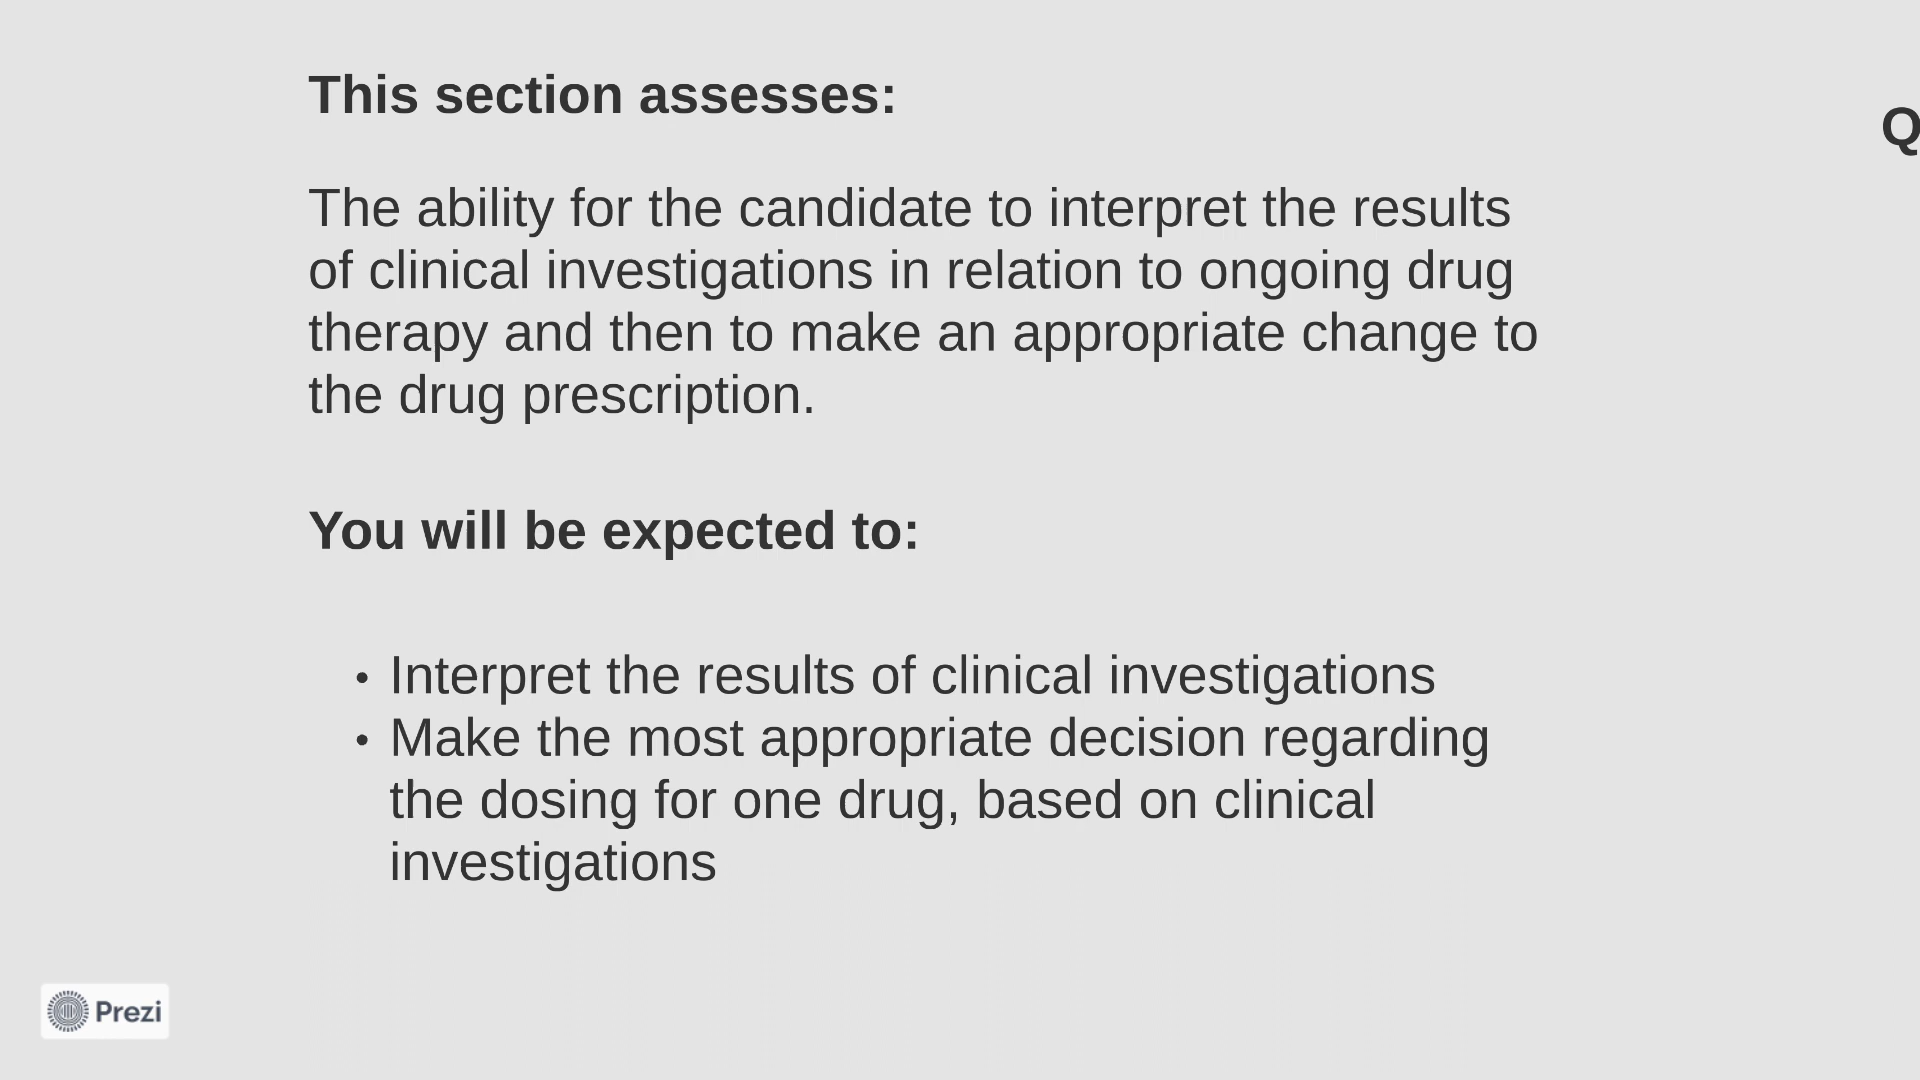 This section assesses:
Q
The ability for the candidate to interpret the results
of clinical investigations in relation to ongoing drug
therapy and then to make an appropriate change to
the drug prescription.
You will be expected to:
• Interpret the results of clinical investigations
• Make the most appropriate decision regarding
the dosing for one drug, based on clinical
investigations
Prezi